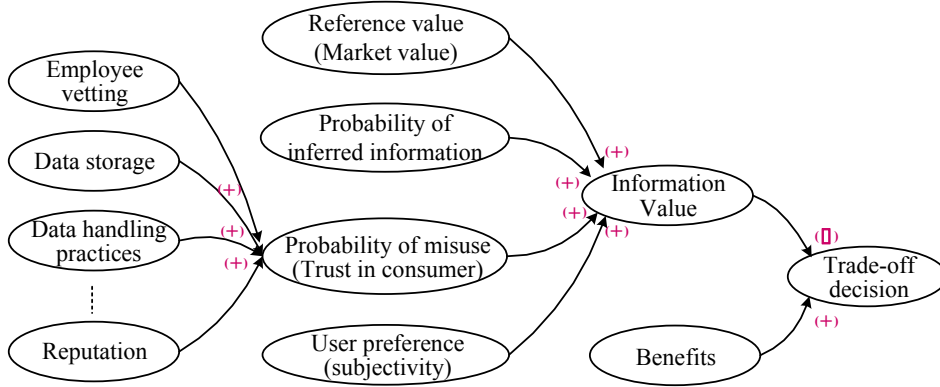 Employee
vetting
Data storage
Data handling
practices
Reputation
(+)
(+)
(+)
Reference value
(Market value)
Probability of
inferred information
Probability of misuse
(Trust in consumer)
User preference
(subjectivity)
(+)
(+)
(+)
(+)
Information
Value
Benefits
(▯)
Trade-off
decision
(+)